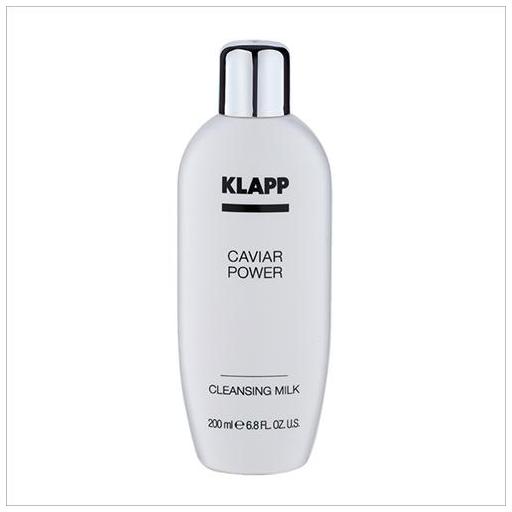 KLAPP
CAVIAR
POWER
CLEANSING MILK
200 ml ℮ 6.8 FL. OZ. U.S.